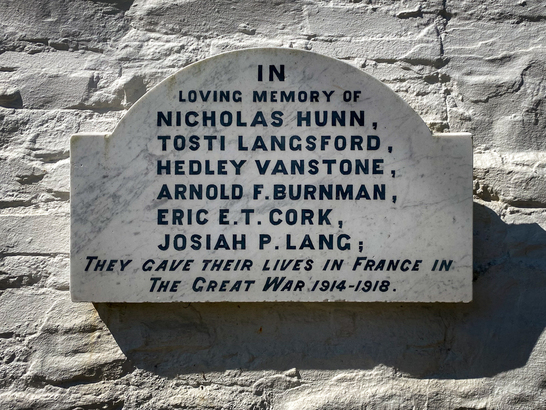 IN
LOVING MEMORY OF
NICHOLAS HUNN,
TOSTI LANGSFORD,
HEDLEY VANSTONE,
ARNOLD F. BURNMAN,
ERIC E.T. CORK,
JOSIAH P. LANG;
THEY GAVE THEIR LIVES IN FRANCE IN
THE GREAT WAR 1914-1918.